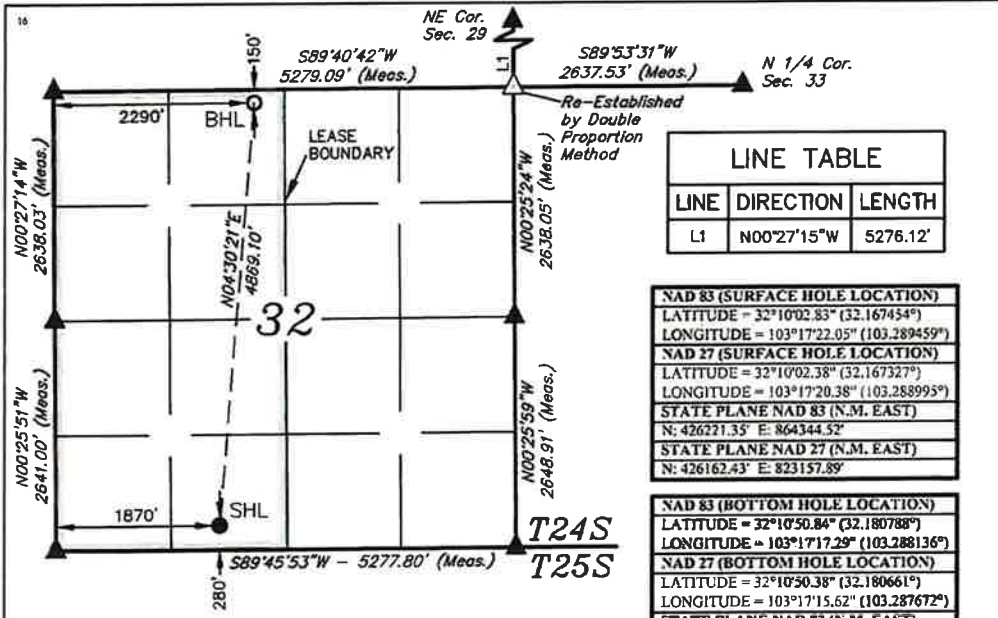 16
NE Cor.
Sec. 29
150'
S89°40'42"W
5279.09' (Meas.)
L1
S89°53'31"W
2637.53' (Meas.)
N 1/4 Cor.
Sec. 33
2290'
BHL
LEASE
BOUNDARY
Re-Established
by Double
Proportion
Method
N00°27'14"W
2638.03' (Meas.)
N04°30'21"E
4869.10'
N00°25'24"W
2638.05' (Meas.)
32
N00°25'51"W
2641.00' (Meas.)
N00°25'59"W
2648.91' (Meas.)
1870'
SHL
280'
S89°45'53"W – 5277.80' (Meas.)
T24S
T25S
LINE TABLE
LINE DIRECTION LENGTH
L1 N00°27'15"W 5276.12'
NAD 83 (SURFACE HOLE LOCATION)
LATITUDE = 32°10'02.83" (32.167454°)
LONGITUDE = 103°17'22.05" (103.289459°)
NAD 27 (SURFACE HOLE LOCATION)
LATITUDE = 32°10'02.38" (32.167327°)
LONGITUDE = 103°17'20.38" (103.288995°)
STATE PLANE NAD 83 (N.M. EAST)
N: 426221.35' E: 864344.52'
STATE PLANE NAD 27 (N.M. EAST)
N: 426162.43' E: 823157.89'
NAD 83 (BOTTOM HOLE LOCATION)
LATITUDE = 32°10'50.84" (32.180788°)
LONGITUDE = 103°17'17.29" (103.288136°)
NAD 27 (BOTTOM HOLE LOCATION)
LATITUDE = 32°10'50.38" (32.180661°)
LONGITUDE = 103°17'15.62" (103.287672°)
STATE PLANE NAD 83 (N.M. EAST)